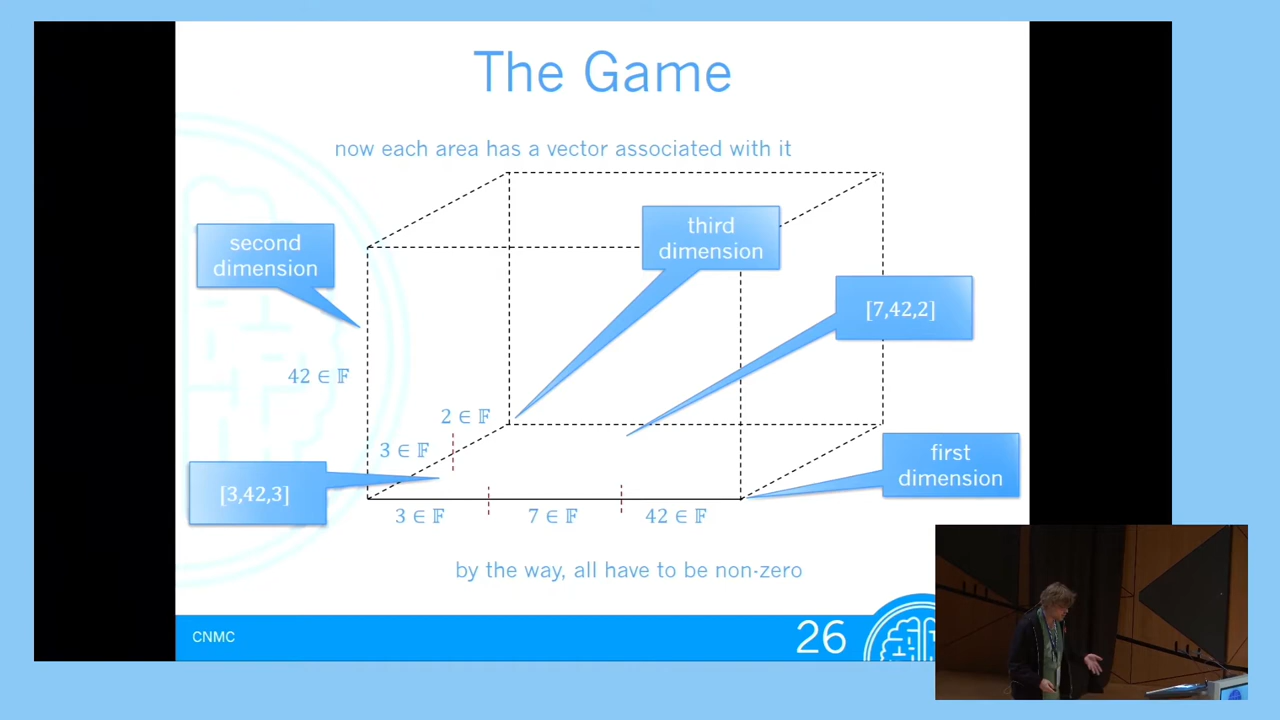 The Game
now each area has a vector associated with it
third
dimension
second
dimension
[7,42,2]
42 ∈ 𝔽
2 ∈ 𝔽
3 ∈ 𝔽
first
dimension
[3,42,3]
3 ∈ 𝔽
7 ∈ 𝔽
42 ∈ 𝔽
by the way, all have to be non-zero
CNMC
26